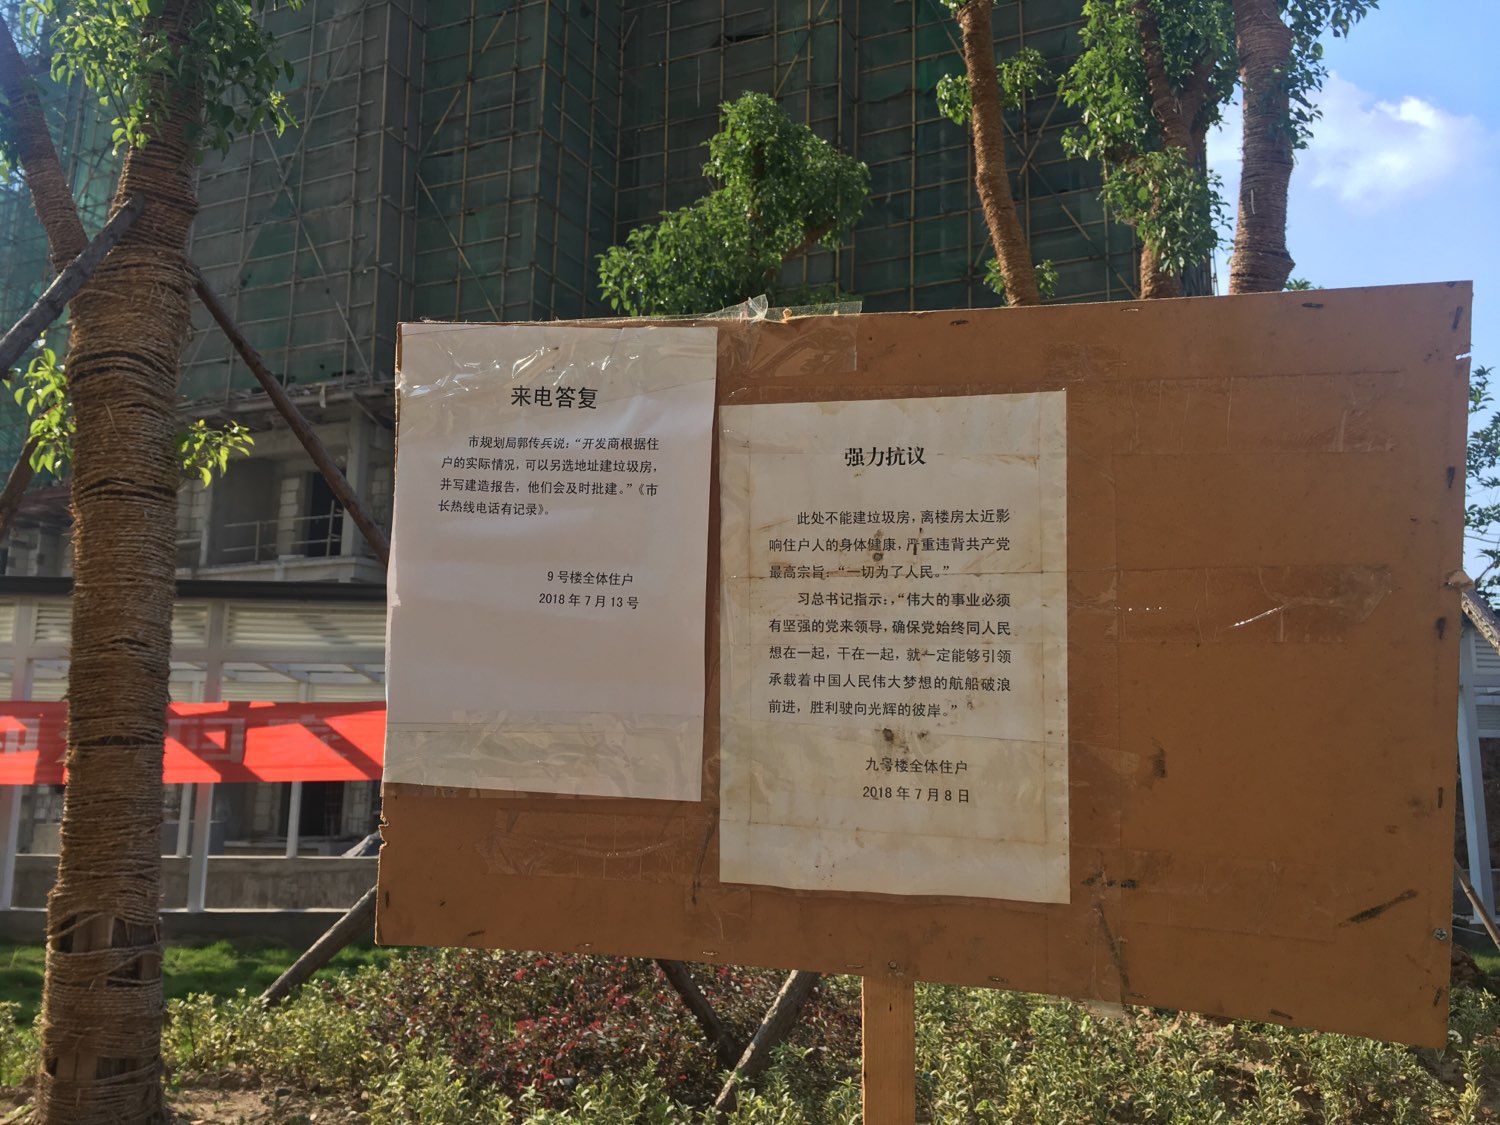 来电答复
市规划局郭传兵说：“开发商根据住
户的实际情况，可以另选地址建垃圾房，
并写建造报告，他们会及时批建。”《市
长热线电话有记录》。
9号楼全体住户
2018年7月13号
强力抗议
此处不能建垃圾房，离楼房太近影
响住户人的身体健康，严重违背共产党
最高宗旨：“一切为了人民。”
习总书记指示：，“伟大的事业必须
有坚强的党来领导，确保党始终同人民
想在一起，干在一起，就一定能够引领
承载着中国人民伟大梦想的航船破浪
前进，胜利驶向光辉的彼岸。”
九号楼全体住户
2018年7月8日